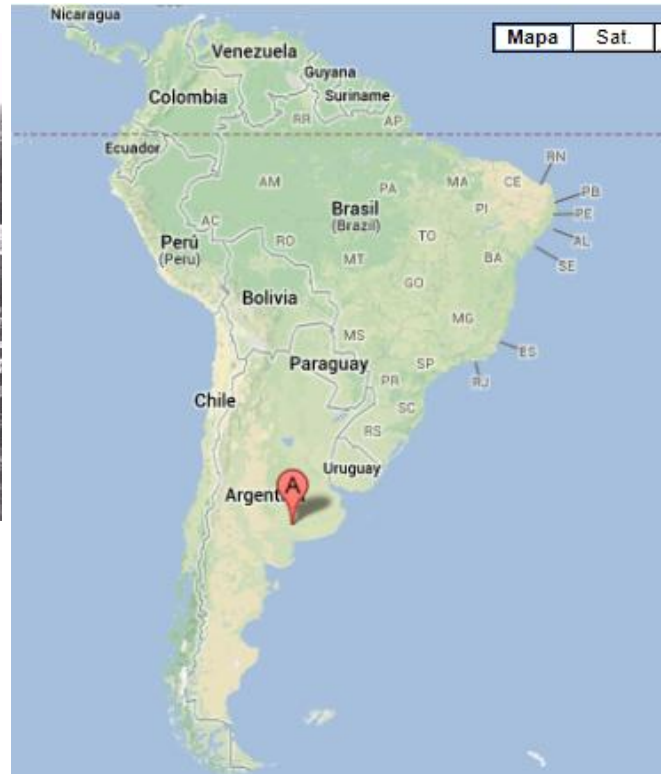 Nicaragua
Mapa Sat.
Venezuela
Guyana
Suriname
Colombia
RR
AP
Ecuador
RN
AM
PA
MA
CE
PB
PI
PE
Brasil
(Brazil)
AC
TO
AL
Perú
(Peru)
RO
MT
BA
SE
GO
Bolivia
MG
MS
ES
Paraguay
SP
PR
RJ
Chile
SC
RS
Uruguay
A
Argentina